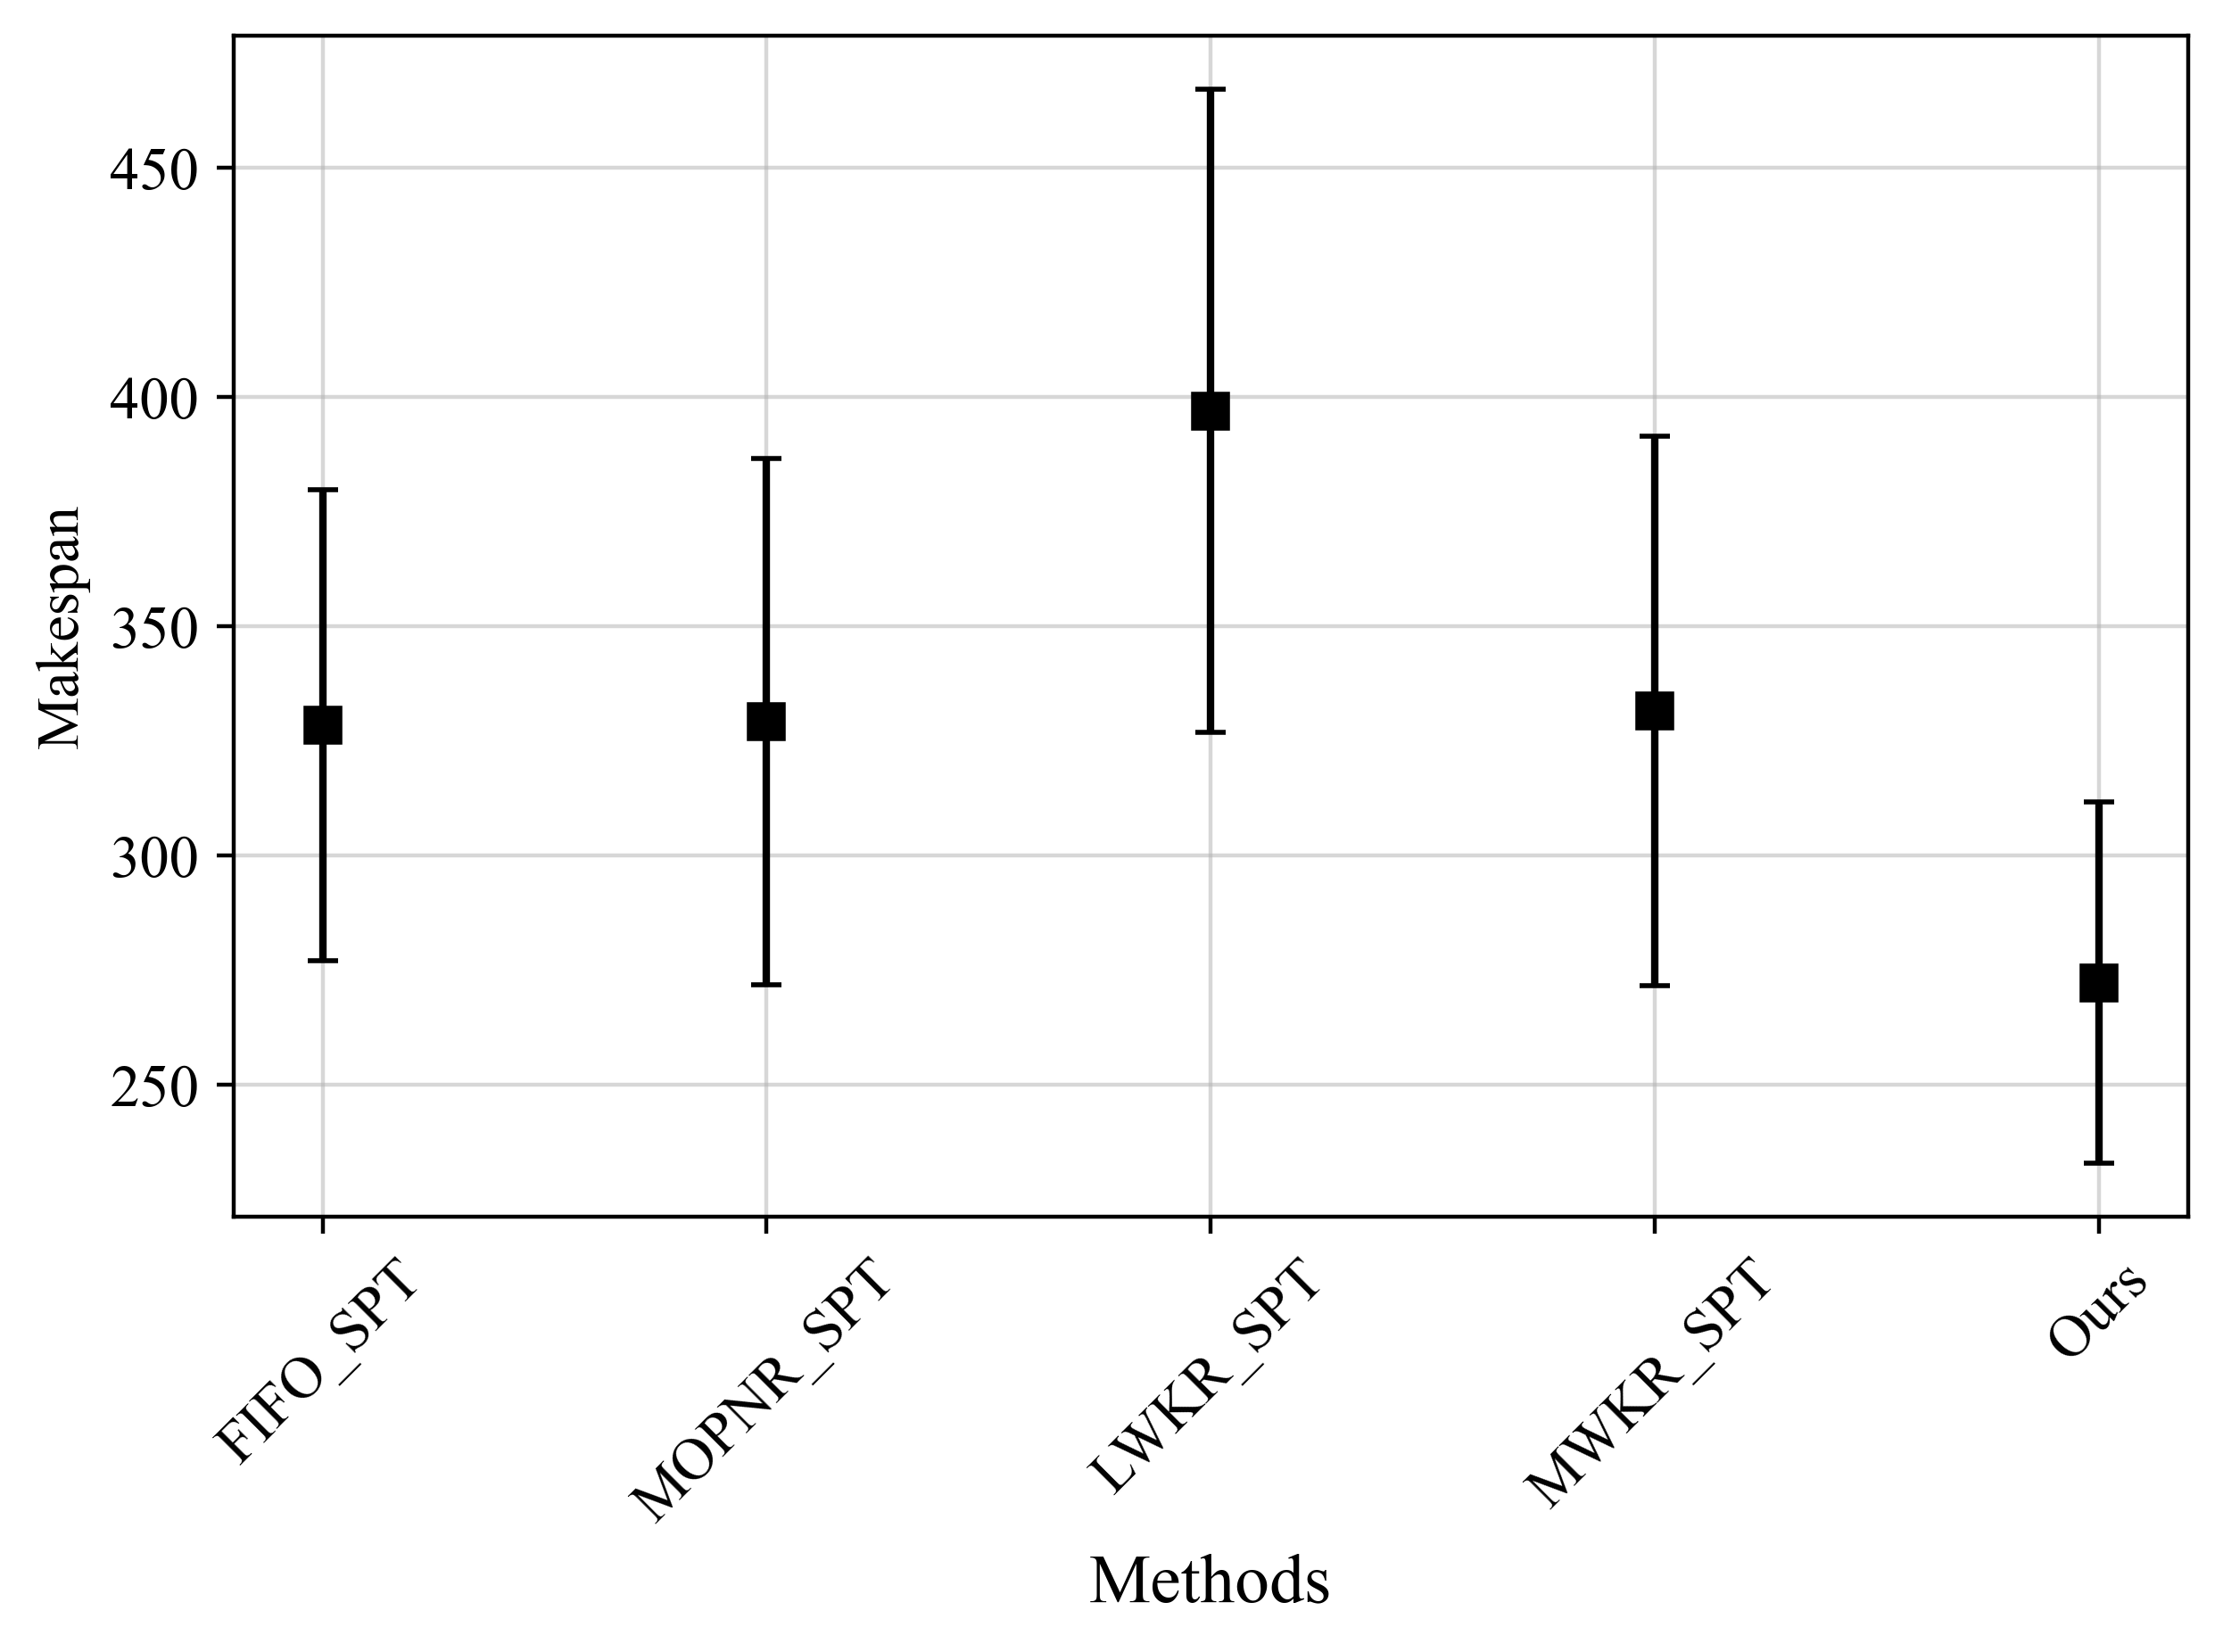 Makespan
450
400
350
300
250
FIFO_SPT
MOPNR_SPT
LWKR_SPT
MWKR_SPT
Ours
Methods